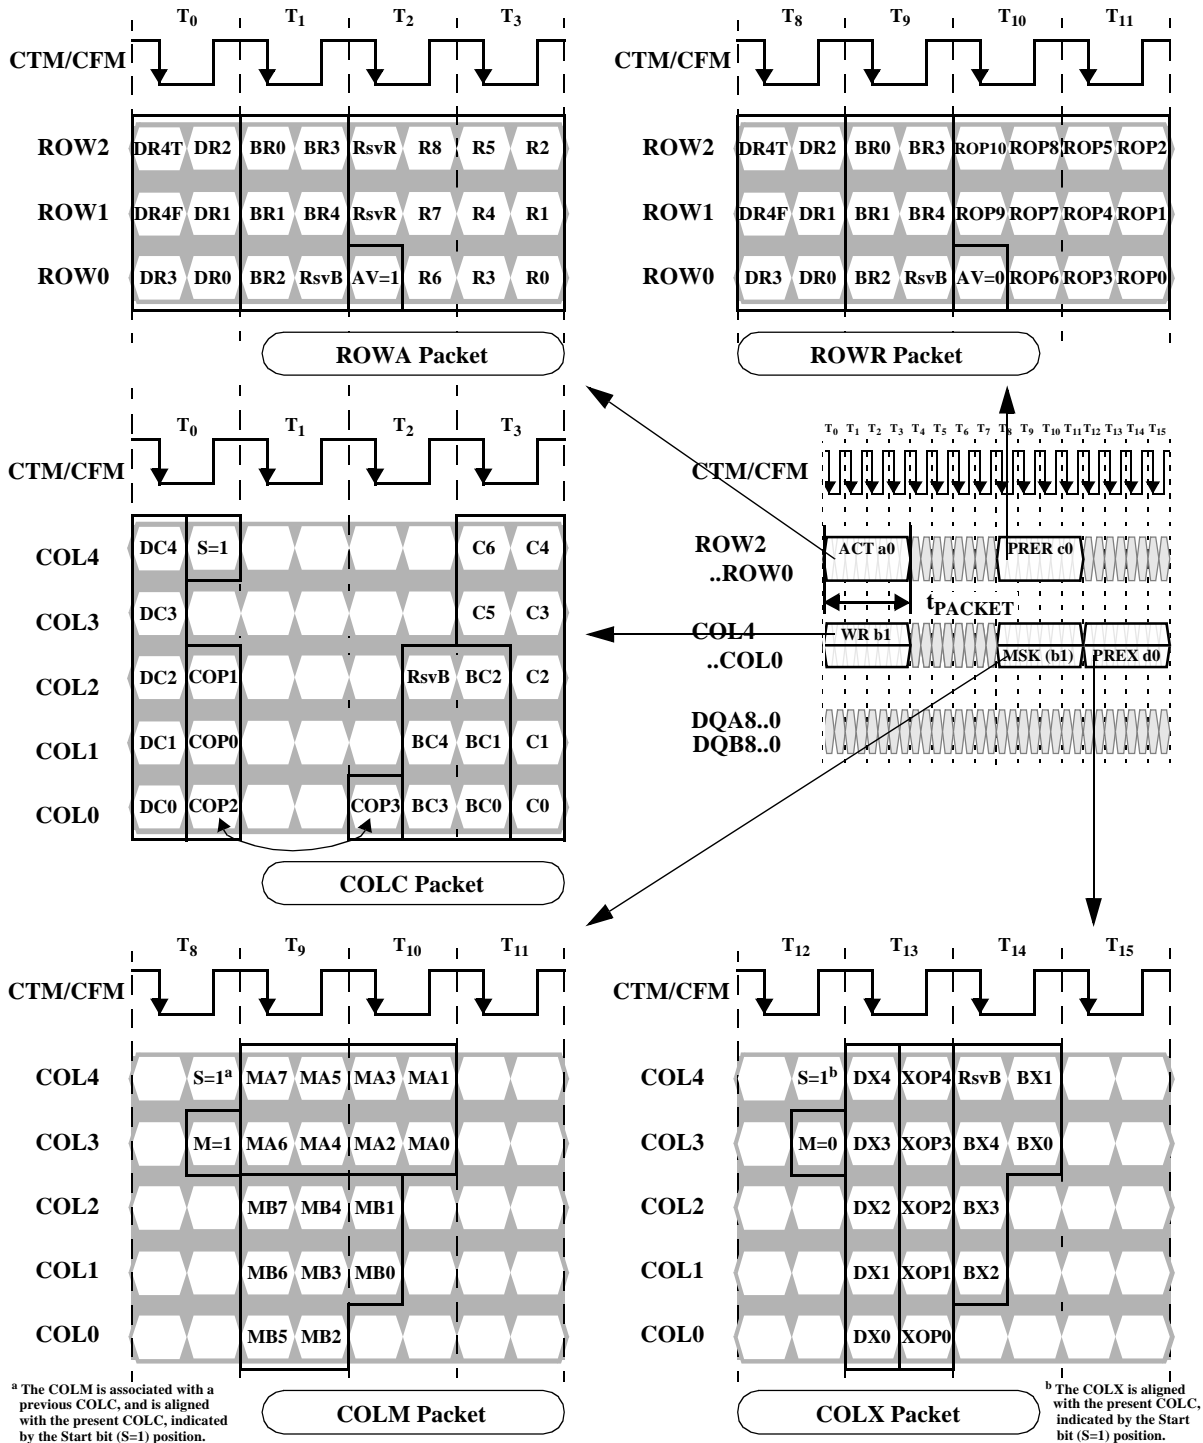 T0 T1 T2 T3
CTM/CFM
ROW2 DR4T DR2 BR0 BR3 RsvR R8 R5 R2
ROW1 DR4F DR1 BR1 BR4 RsvR R7 R4 R1
ROW0 DR3 DR0 BR2 RsvB AV=1 R6 R3 R0
ROWA Packet
T8 T9 T10 T11
CTM/CFM
ROW2 DR4T DR2 BR0 BR3 ROP10 ROP8 ROP5 ROP2
ROW1 DR4F DR1 BR1 BR4 ROP9 ROP7 ROP4 ROP1
ROW0 DR3 DR0 BR2 RsvB AV=0 ROP6 ROP3 ROP0
ROWR Packet
T0 T1 T2 T3
CTM/CFM
COL4 DC4 S=1 C6 C4
COL3 DC3 C5 C3
COL2 DC2 COP1 RsvB BC2 C2
COL1 DC1 COP0 BC4 BC1 C1
COL0 DC0 COP2 COP3 BC3 BC0 C0
COLC Packet
T0 T1 T2 T3 T4 T5 T6 T7 T8 T9 T10 T11 T12 T13 T14 T15
CTM/CFM
ROW2 ACT a0 PRER c0
..ROW0
tPACKET
COL4 WR b1
..COL0 MSK (b1) PREX d0
DQA8..0
DQB8..0
T8 T9 T10 T11
CTM/CFM
COL4 S=1a MA7 MA5 MA3 MA1
COL3 M=1 MA6 MA4 MA2 MA0
COL2 MB7 MB4 MB1
COL1 MB6 MB3 MB0
COL0 MB5 MB2
COLM Packet
a The COLM is associated with a
previous COLC, and is aligned
with the present COLC, indicated
by the Start bit (S=1) position.
T12 T13 T14 T15
CTM/CFM
COL4 S=1b DX4 XOP4 RsvB BX1
COL3 M=0 DX3 XOP3 BX4 BX0
COL2 DX2 XOP2 BX3
COL1 DX1 XOP1 BX2
COL0 DX0 XOP0
COLX Packet
b The COLX is aligned
with the present COLC,
indicated by the Start
bit (S=1) position.